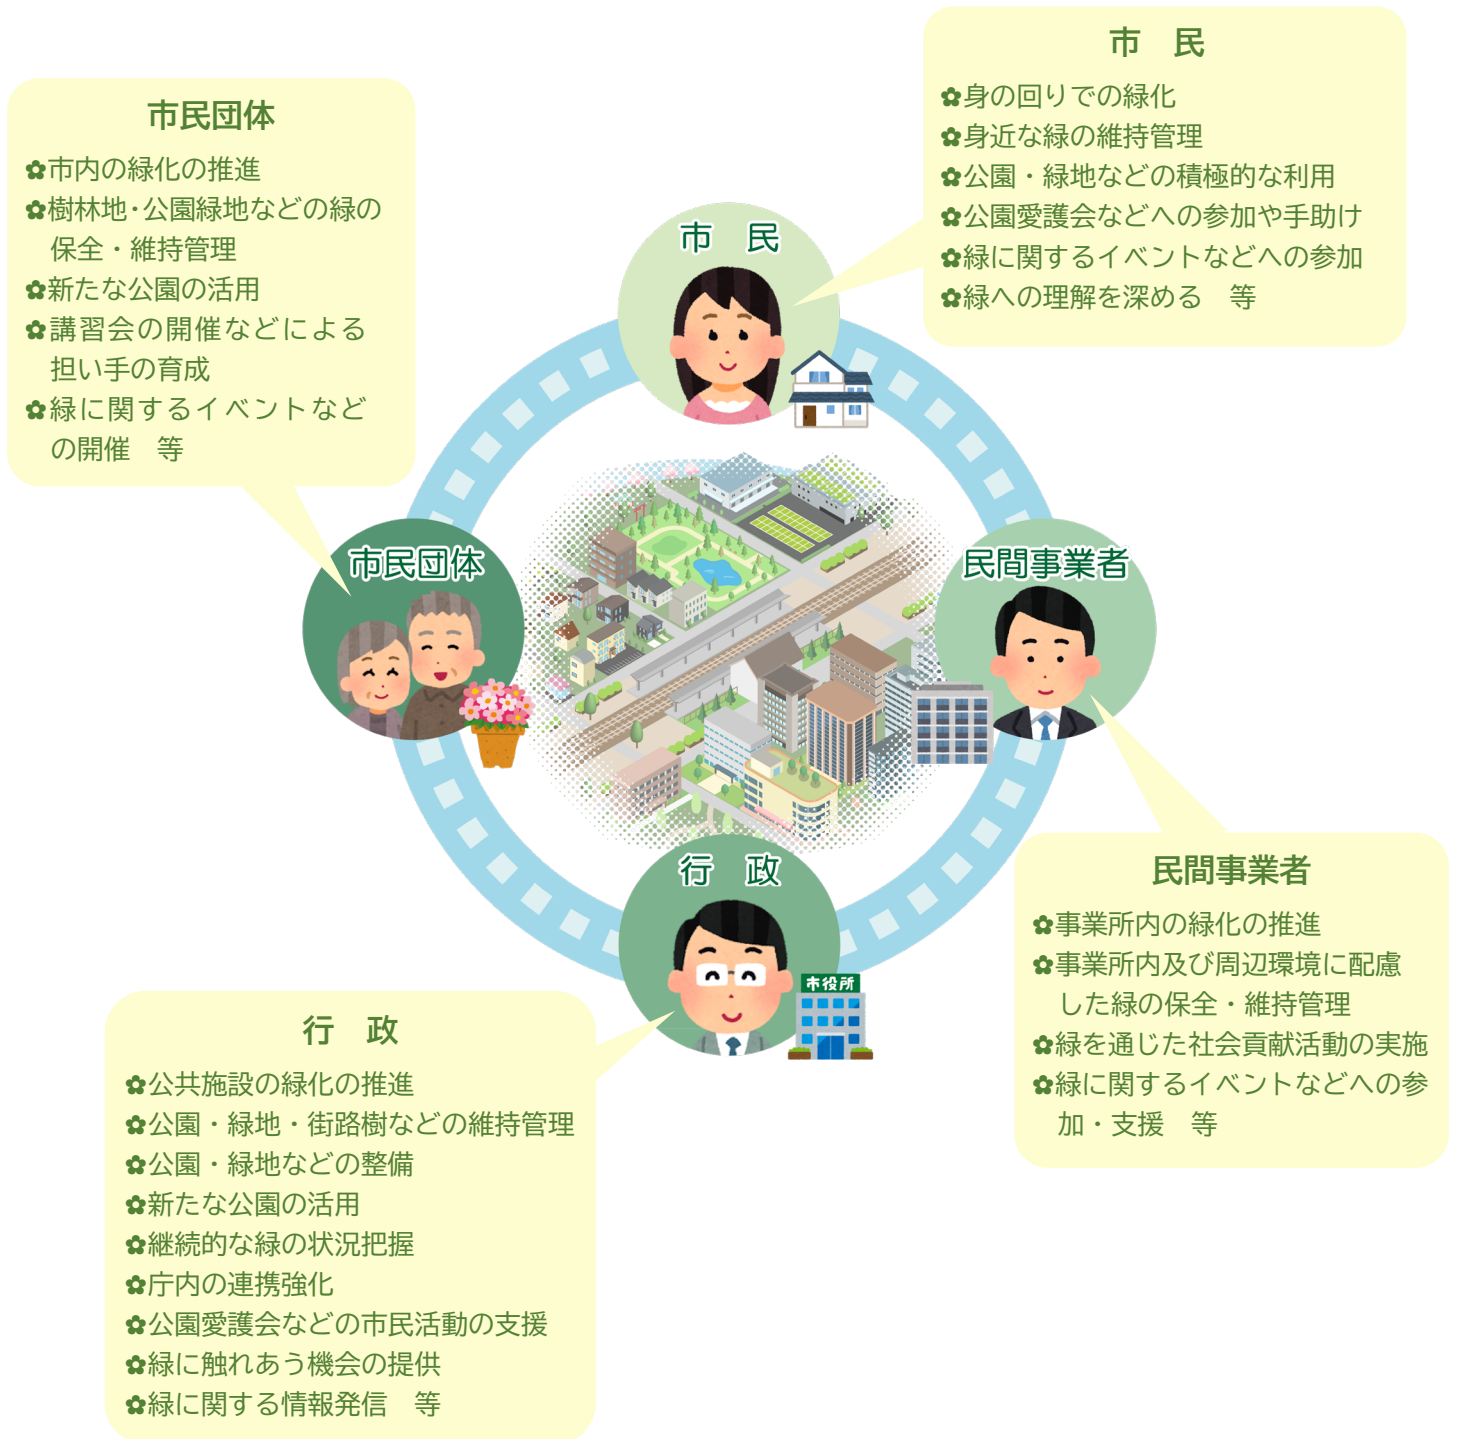 市　民
✿身の回りでの緑化
✿身近な緑の維持管理
✿公園・緑地などの積極的な利用
✿公園愛護会などへの参加や手助け
✿緑に関するイベントなどへの参加
✿緑への理解を深める　等
市民団体
✿市内の緑化の推進
✿樹林地・公園緑地などの緑の
保全・維持管理
✿新たな公園の活用
✿講習会の開催などによる
担い手の育成
✿緑に関するイベントなど
の開催　等
市　民
市民団体
民間事業者
行　政
市役所
民間事業者
✿事業所内の緑化の推進
✿事業所内及び周辺環境に配慮
した緑の保全・維持管理
✿緑を通じた社会貢献活動の実施
✿緑に関するイベントなどへの参
加・支援　等
行　政
✿公共施設の緑化の推進
✿公園・緑地・街路樹などの維持管理
✿公園・緑地などの整備
✿新たな公園の活用
✿継続的な緑の状況把握
✿庁内の連携強化
✿公園愛護会などの市民活動の支援
✿緑に触れあう機会の提供
✿緑に関する情報発信　等